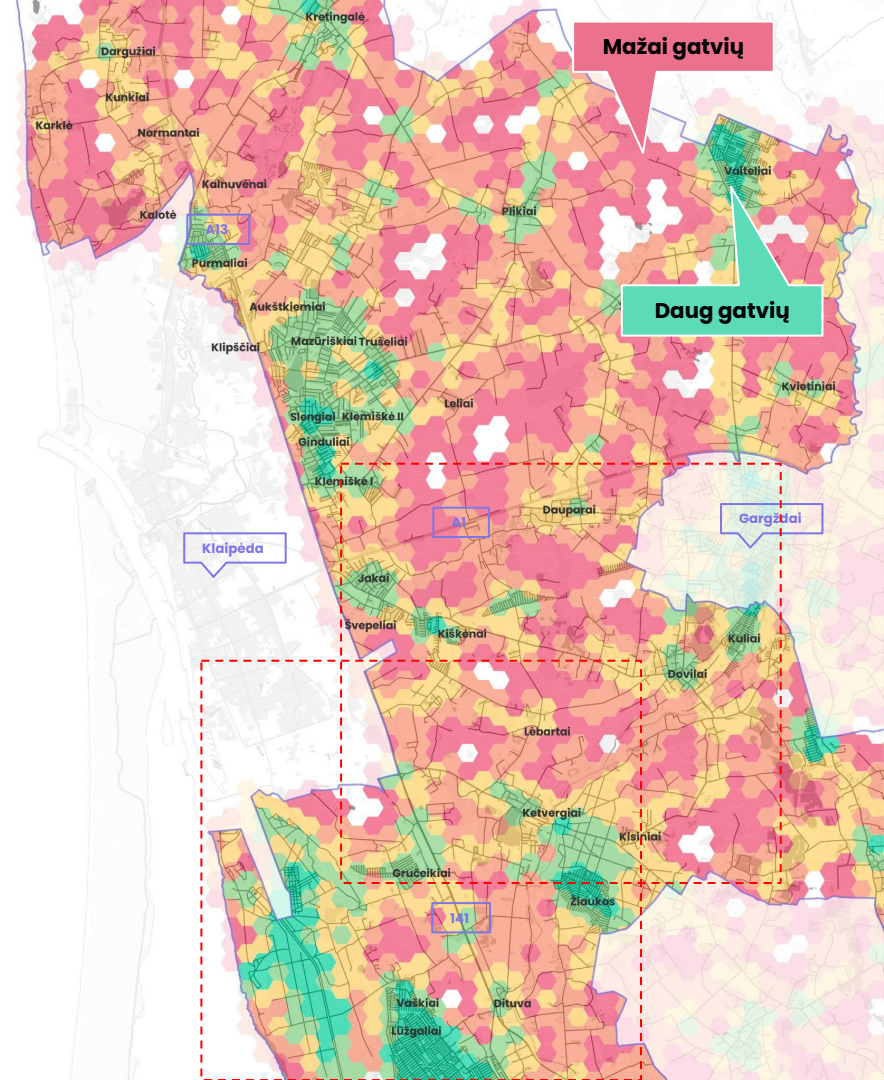 Kretingalė
Mažai gatvių
Dargužiai
Kunkiai
Karklė
Normantai
Vaiteliai
Kalnuvėnai
Plikiai
Kalotė
A13
Purmaliai
Aukštkiemiai
Daug gatvių
Mazūriškiai
Trušeliai
Klipščiai
Kvietiniai
Leliai
Slengiai
Klemiškė II
Ginduliai
Klemiškė I
Dauparai
A1
Gargždai
Klaipėda
Jakai
Švepeliai
Kiškėnai
Kuliai
Dovilai
Lėbartai
Ketvergiai
Kisiniai
Gručeikiai
Žiaukos
141
Vaškiai
Dituva
Lūžgaliai